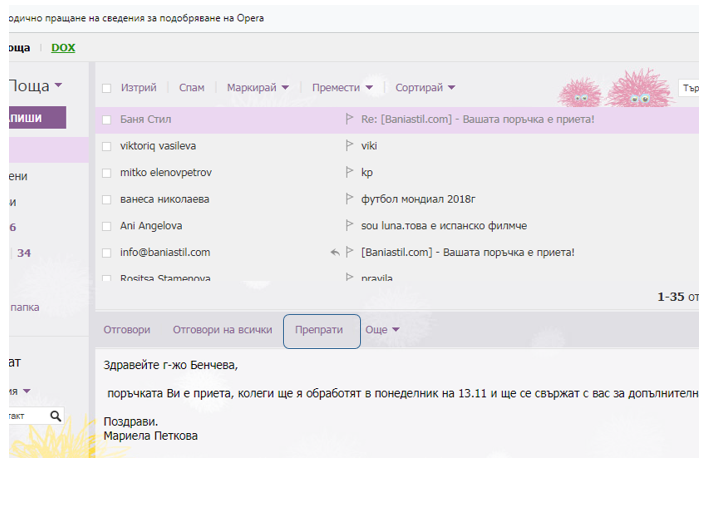 одично пращане на сведения за подобряване на Opera
оща DOX
Поща
Изтрий Спам Маркирай Премести Сортирай Тър
АПИШИ
Баня Стил Re: [Baniastil.com] - Вашата поръчка е приета!
viktoriq vasileva viki
mitko elenovpetrov kp
ени
ванеса николаева футбол мондиал 2018г
и
Ani Angelova sou luna.това е испанско филмче
6
info@baniastil.com [Baniastil.com] - Вашата поръчка е приета!
34
Rositsa Stamenova pravila
1-35 от
папка
Отговори Отговори на всички Препрати Още
ат
Здравейте г-жо Бенчева,
ия
поръчката Ви е приета, колеги ще я обработят в понеделник на 13.11 и ще се свържат с вас за допълнителн
такт
Поздрави.
Мариела Петкова